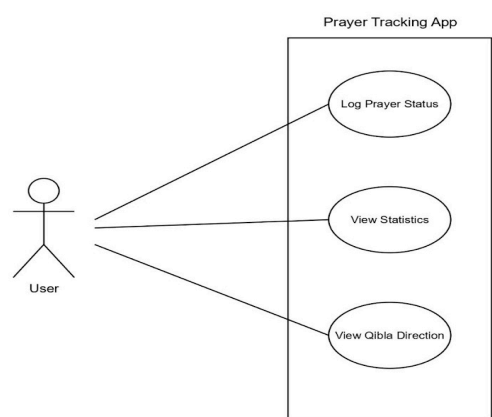 Prayer Tracking App
Log Prayer Status
View Statistics
User
View Qibla Direction